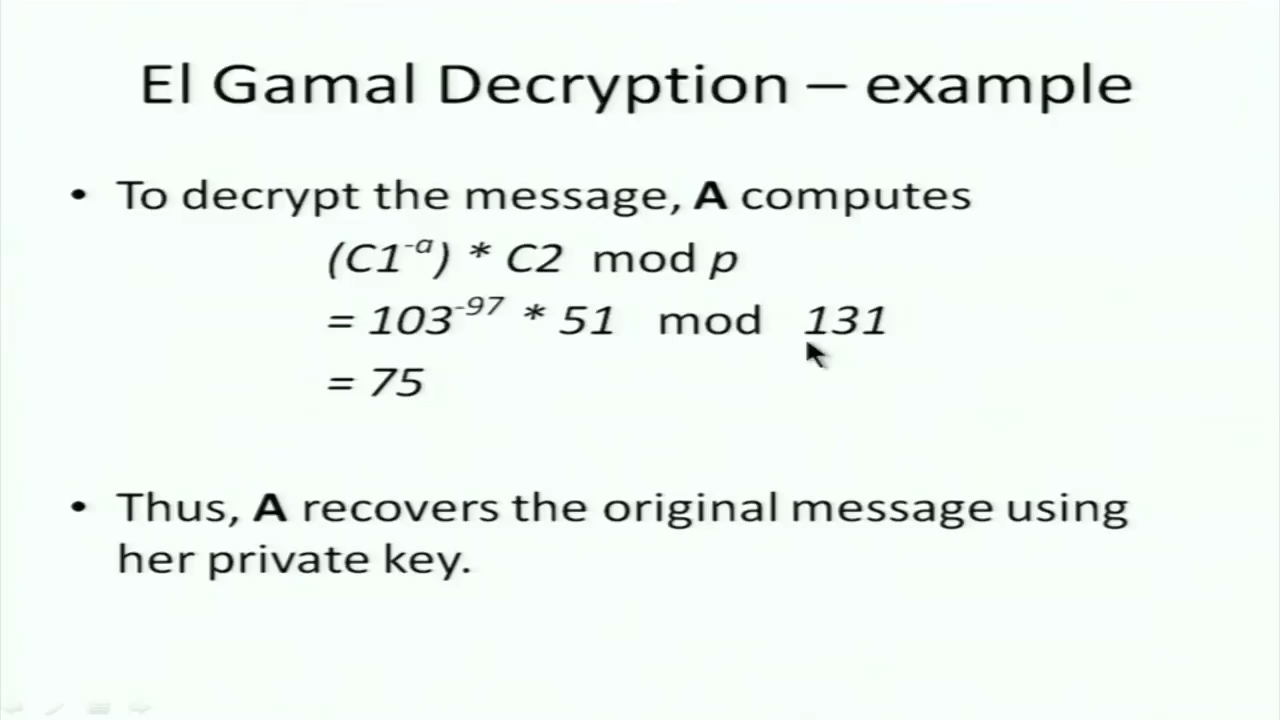 El Gamal Decryption – example
• To decrypt the message, A computes
(C1⁻ᵃ) * C2 mod p
= 103⁻⁹⁷ * 51 mod 131
= 75
• Thus, A recovers the original message using
her private key.